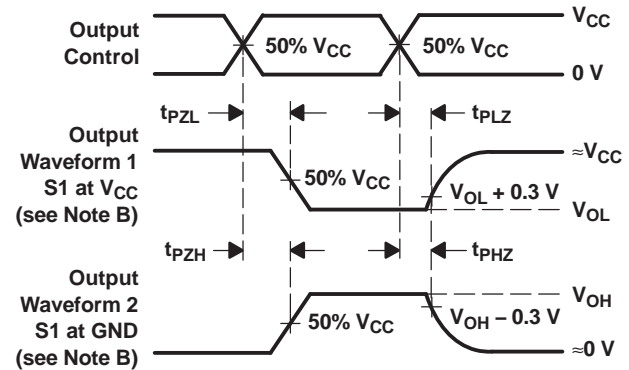 Output
Control
50% VCC
50% VCC
VCC
0 V
tPZL
tPLZ
Output
Waveform 1
S1 at VCC
(see Note B)
50% VCC
≈VCC
VOL + 0.3 V
VOL
tPZH
tPHZ
Output
Waveform 2
S1 at GND
(see Note B)
50% VCC
VOH
VOH − 0.3 V
≈0 V